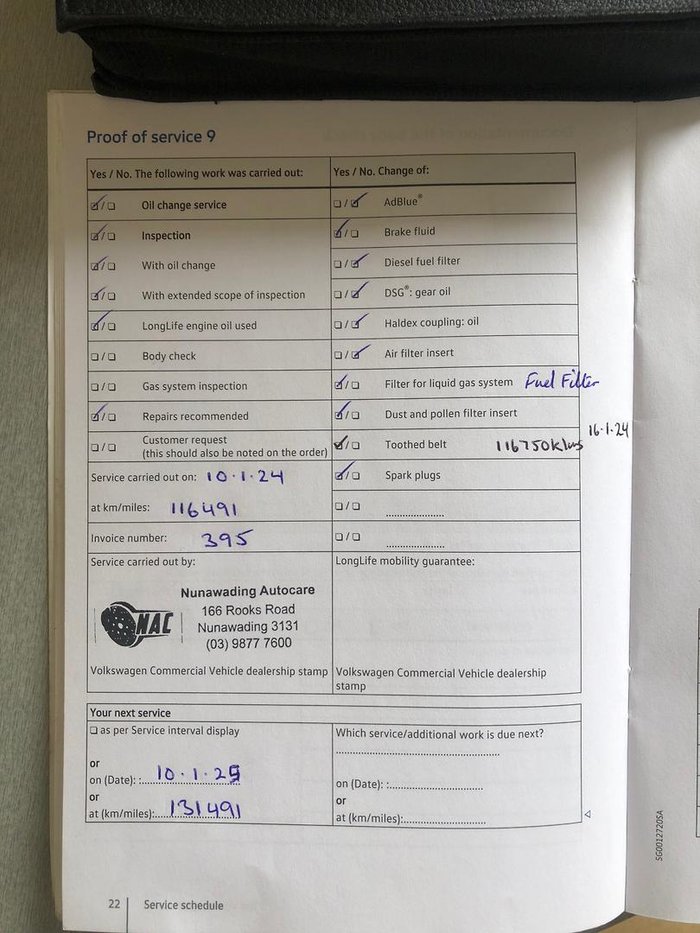 Proof of service 9
Yes / No. The following work was carried out:
Yes / No. Change of:
☑/☐ Oil change service
☐/☑ AdBlue®
☑/☐ Inspection
☑/☐ Brake fluid
☑/☐ With oil change
☐/☑ Diesel fuel filter
☑/☐ With extended scope of inspection
☐/☑ DSG®: gear oil
☑/☐ LongLife engine oil used
☐/☑ Haldex coupling: oil
☐/☐ Body check
☐/☑ Air filter insert
☐/☐ Gas system inspection
☑/☐ Filter for liquid gas system Fuel Filter
☑/☐ Repairs recommended
☑/☐ Dust and pollen filter insert
16.1.24
☐/☐ Customer request
(this should also be noted on the order)
☑/☐ Toothed belt 116750klms
Service carried out on: 10.1.24
☑/☐ Spark plugs
at km/miles: 116491
☐/☐ ....................
Invoice number: 395
☐/☐ ....................
Service carried out by:
LongLife mobility guarantee:
NAC
Nunawading Autocare
166 Rooks Road
Nunawading 3131
(03) 9877 7600
Volkswagen Commercial Vehicle dealership stamp
Volkswagen Commercial Vehicle dealership
stamp
Your next service
☐ as per Service interval display
or
on (Date): 10.1.25
or
at (km/miles): 131491
Which service/additional work is due next?
on (Date):
or
at (km/miles):
22 Service schedule
SG0012720SA